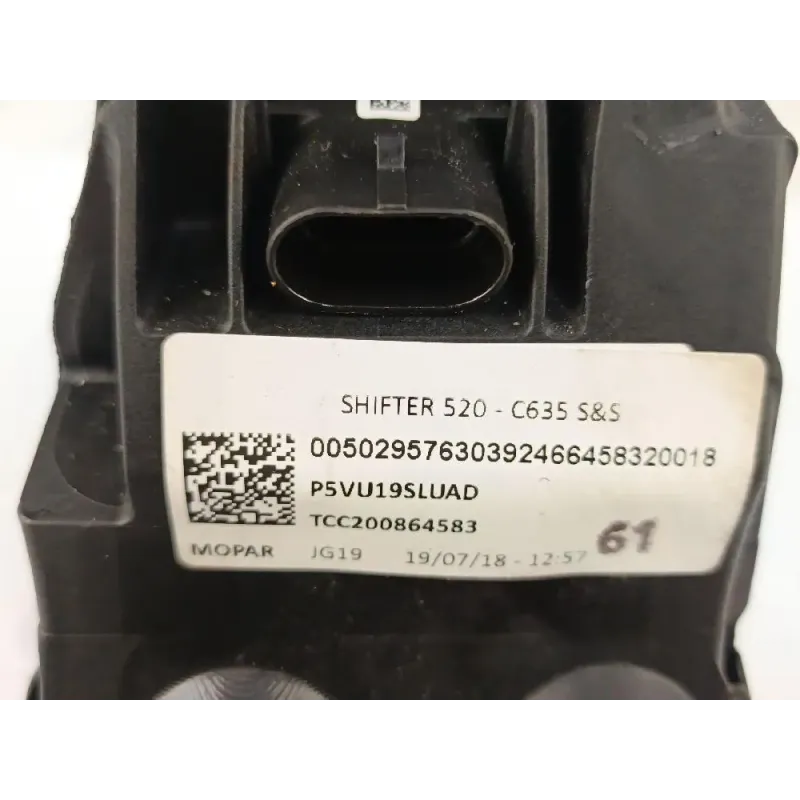 SHIFTER 520 - C635 S&S
00502957630392466458320018
P5VU19SLUAD
TCC200864583
MOPAR JG19 19/07/18 - 12:57 61